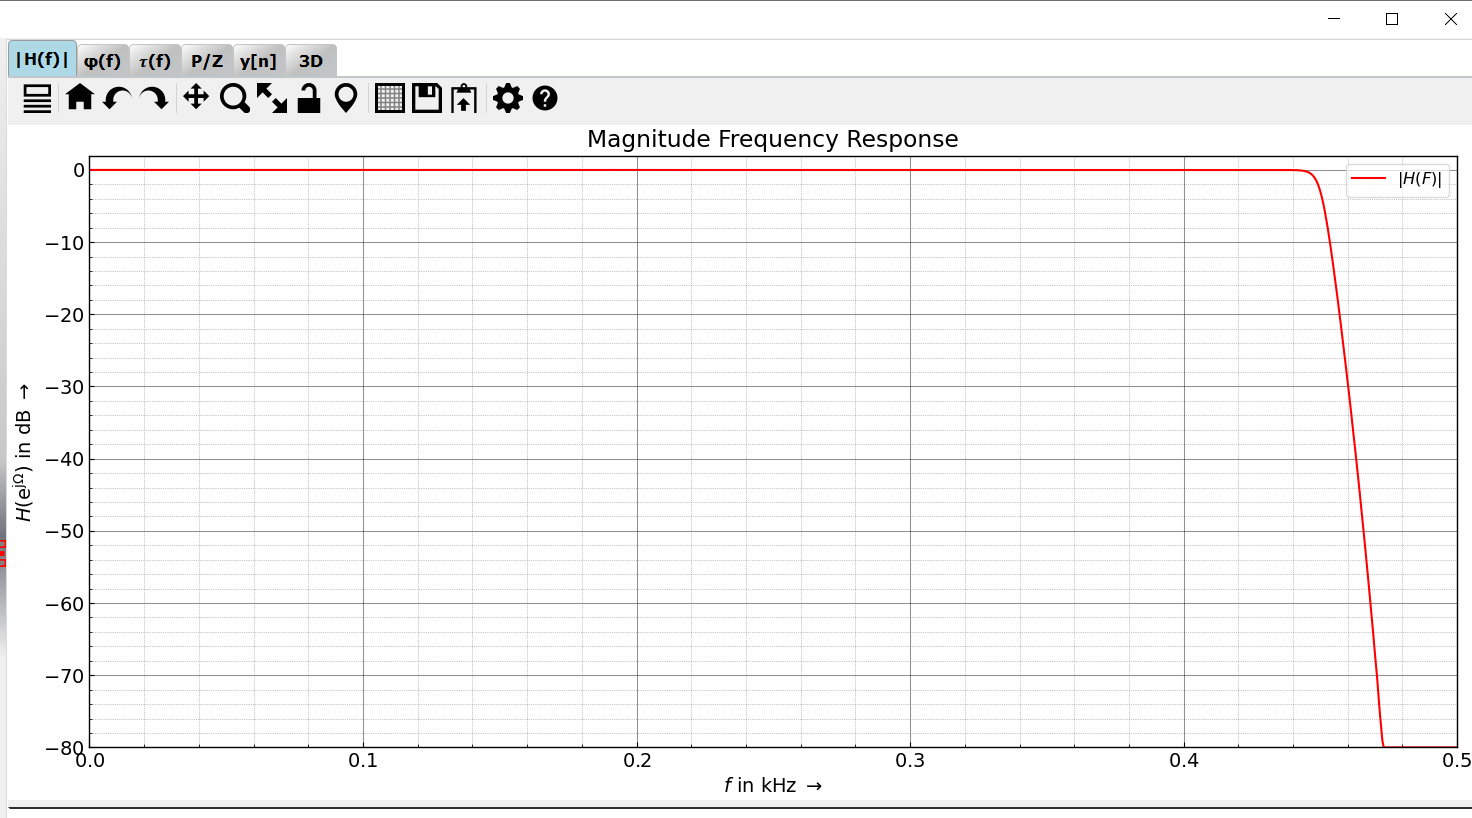 |H(f)| φ(f) τ(f) P/Z y[n] 3D
Magnitude Frequency Response
|H(F)|
H(e^jΩ) in dB →
0
−10
−20
−30
−40
−50
−60
−70
−80
0.0 0.1 0.2 0.3 0.4 0.5
f in kHz →